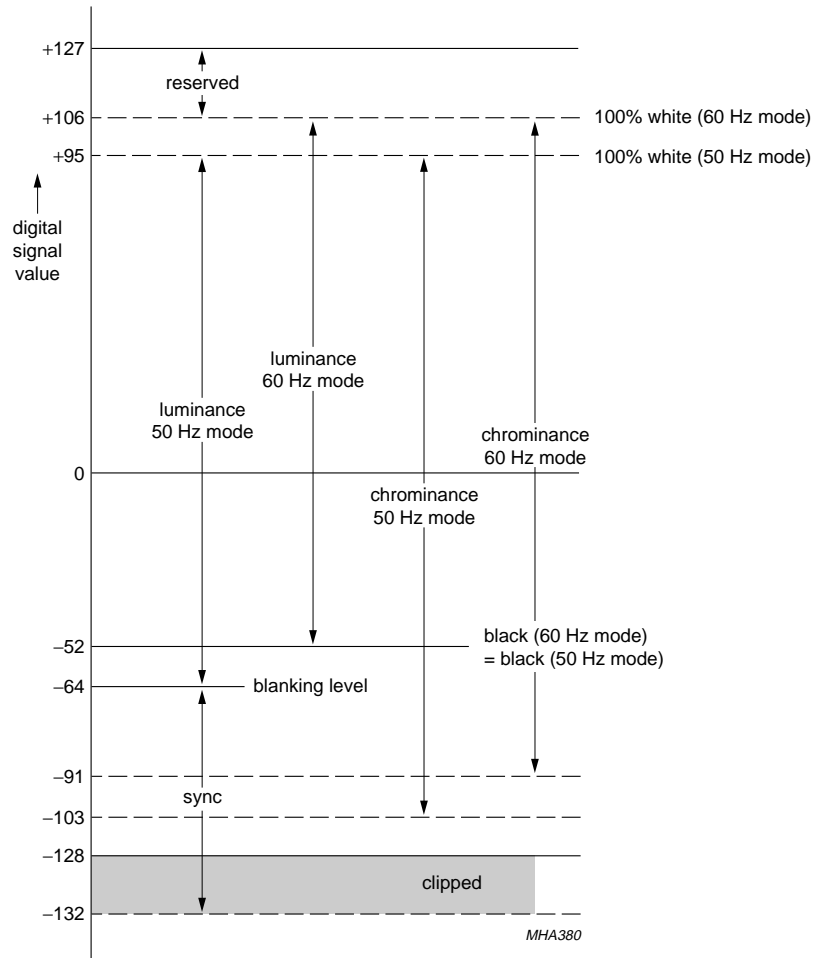 +127
reserved
+106
100% white (60 Hz mode)
+95
100% white (50 Hz mode)
digital
signal
value
luminance
60 Hz mode
luminance
50 Hz mode
chrominance
60 Hz mode
0
chrominance
50 Hz mode
−52
black (60 Hz mode)
= black (50 Hz mode)
−64
blanking level
−91
sync
−103
−128
clipped
−132
MHA380